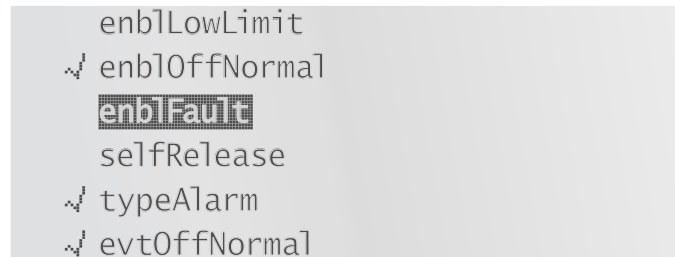 enblLowLimit
enblOffNormal
enblFault
selfRelease
typeAlarm
evtOffNormal